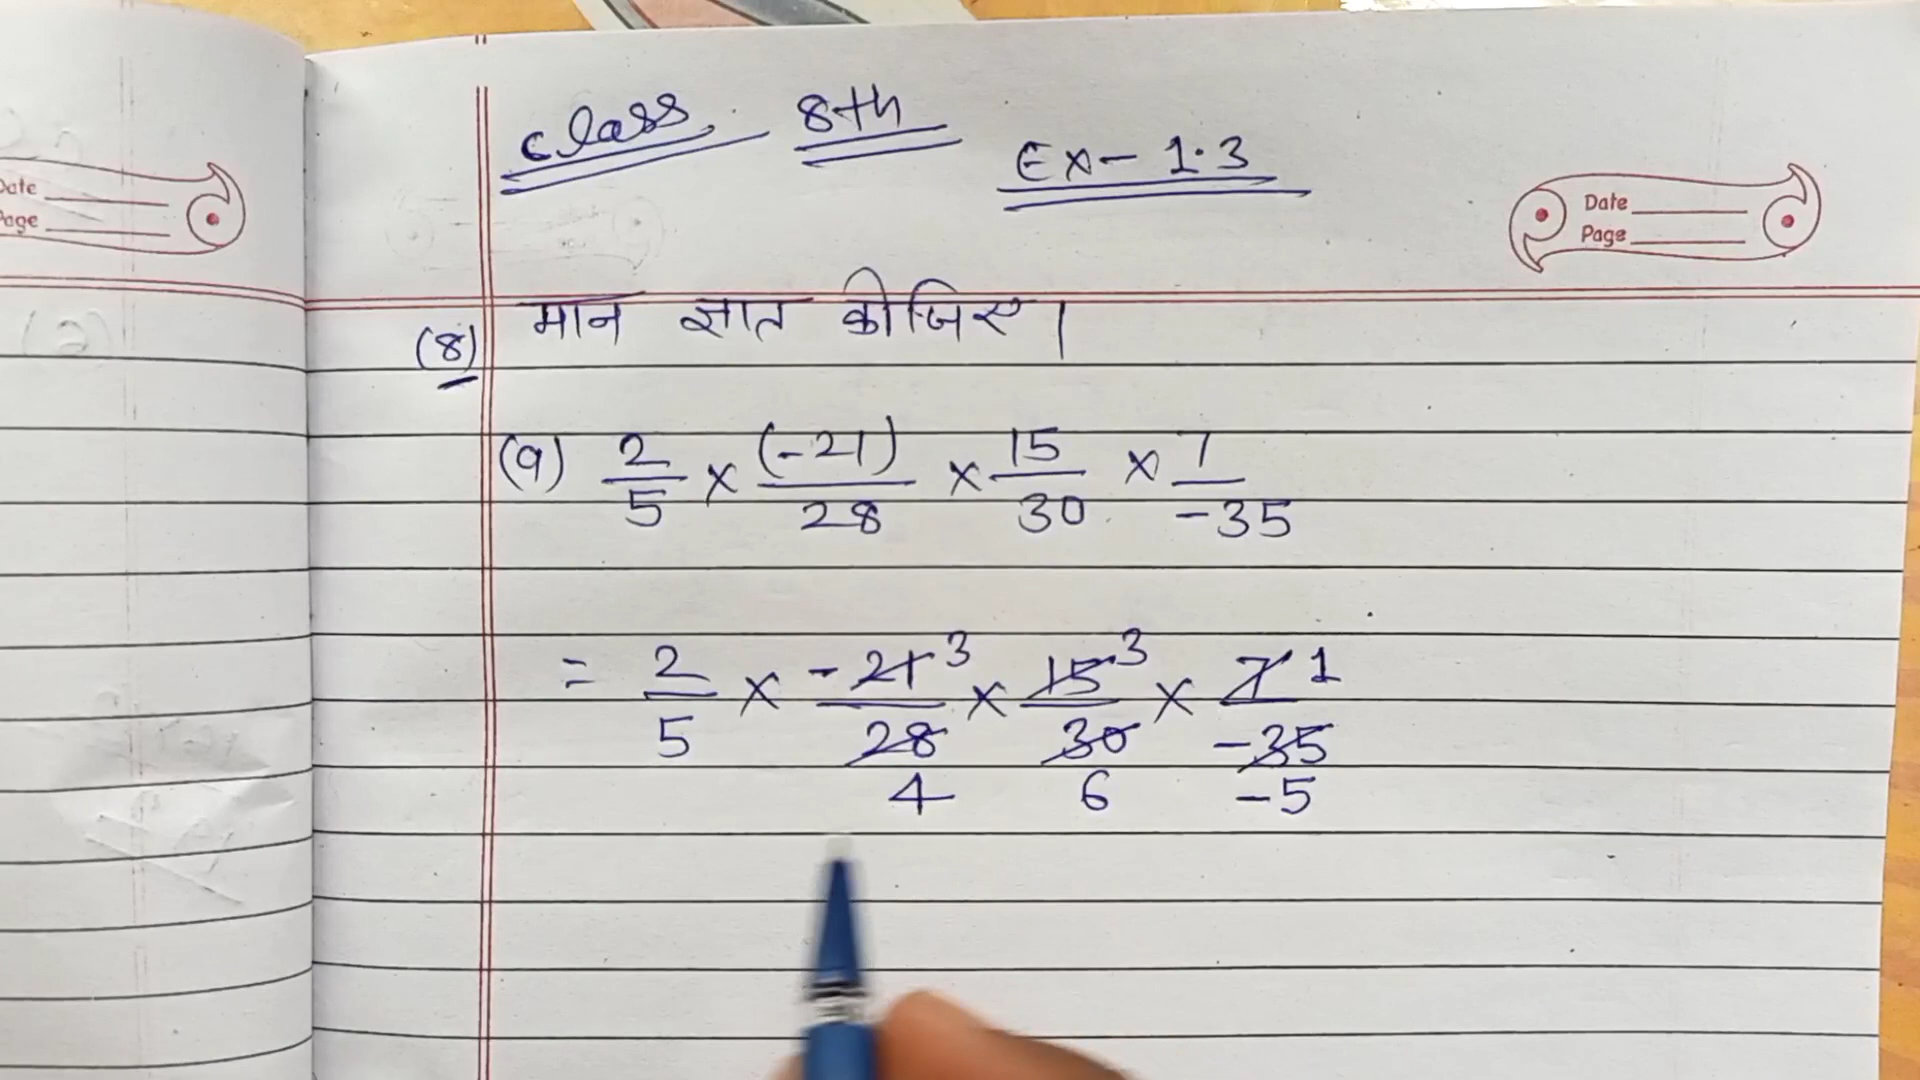 Class 8th
Ex- 1.3
Date
Page
Date
Page
(8) मान ज्ञात कीजिए।
(9) 2/5 × (-21)/28 × 15/30 × 7/-35
= 2/5 × -21 3/28 4 × 15 3/30 6 × 7 1/-35 -5